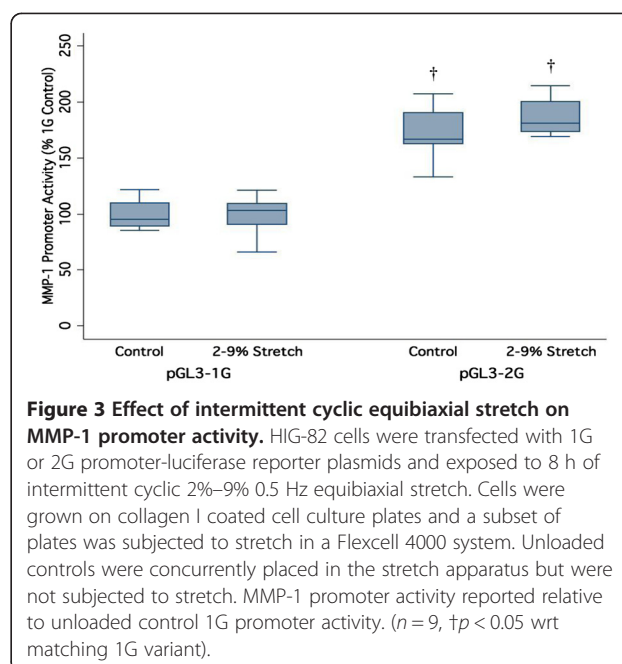 MMP-1 Promoter Activity (% 1G Control)
250
200
150
100
50
0
† †
Control 2-9% Stretch Control 2-9% Stretch
pGL3-1G pGL3-2G
Figure 3 Effect of intermittent cyclic equibiaxial stretch on
MMP-1 promoter activity. HIG-82 cells were transfected with 1G
or 2G promoter-luciferase reporter plasmids and exposed to 8 h of
intermittent cyclic 2%–9% 0.5 Hz equibiaxial stretch. Cells were
grown on collagen I coated cell culture plates and a subset of
plates was subjected to stretch in a Flexcell 4000 system. Unloaded
controls were concurrently placed in the stretch apparatus but were
not subjected to stretch. MMP-1 promoter activity reported relative
to unloaded control 1G promoter activity. (n = 9, †p < 0.05 wrt
matching 1G variant).